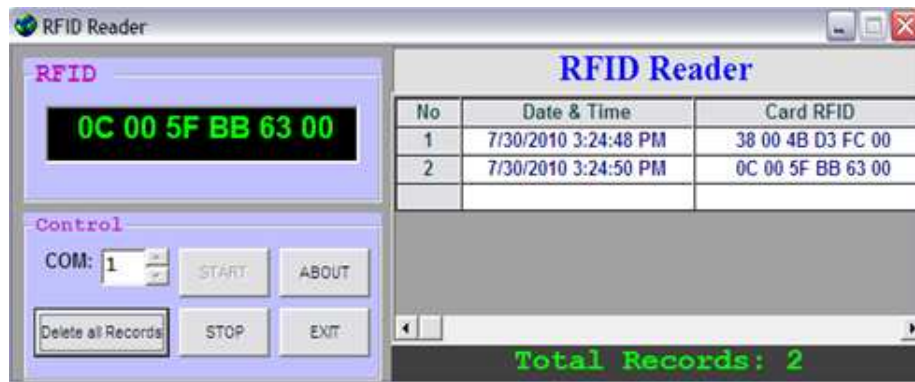 RFID Reader
RFID
0C 00 5F BB 63 00
Control
COM: 1
START
ABOUT
Delete all Records
STOP
EXIT
RFID Reader
No Date & Time Card RFID
1 7/30/2010 3:24:48 PM 38 00 4B D3 FC 00
2 7/30/2010 3:24:50 PM 0C 00 5F BB 63 00
Total Records: 2